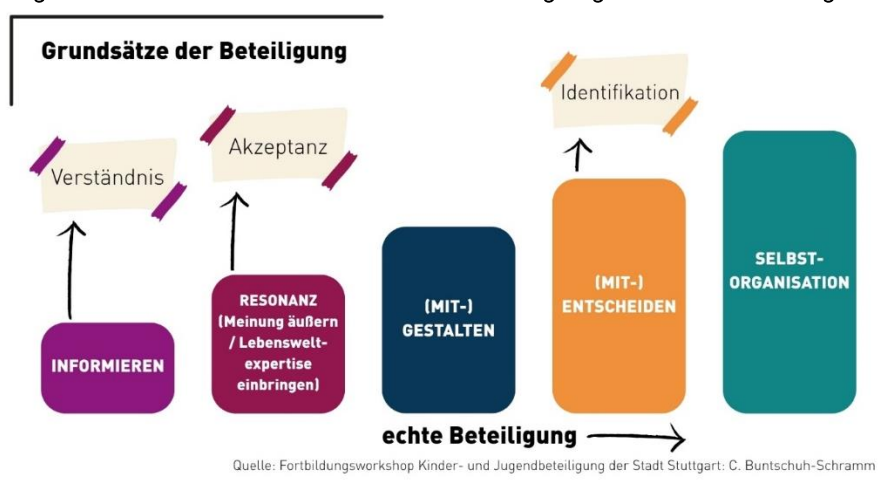 Grundsätze der Beteiligung
Verständnis
Akzeptanz
Identifikation
INFORMIEREN
RESONANZ
(Meinung äußern
/ Lebenswelt-
expertise
einbringen)
(MIT-)
GESTALTEN
(MIT-)
ENTSCHEIDEN
SELBST-
ORGANISATION
echte Beteiligung
Quelle: Fortbildungsworkshop Kinder- und Jugendbeteiligung der Stadt Stuttgart: C. Buntschuh-Schramm